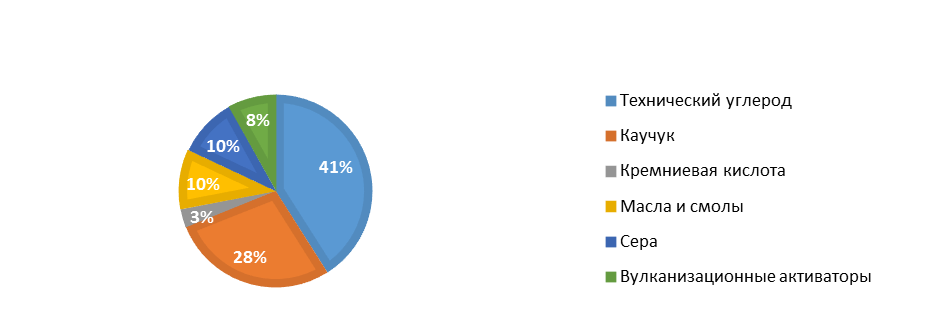 8%
10%
41%
10%
3%
28%
Технический углерод
Каучук
Кремниевая кислота
Масла и смолы
Сера
Вулканизационные активаторы